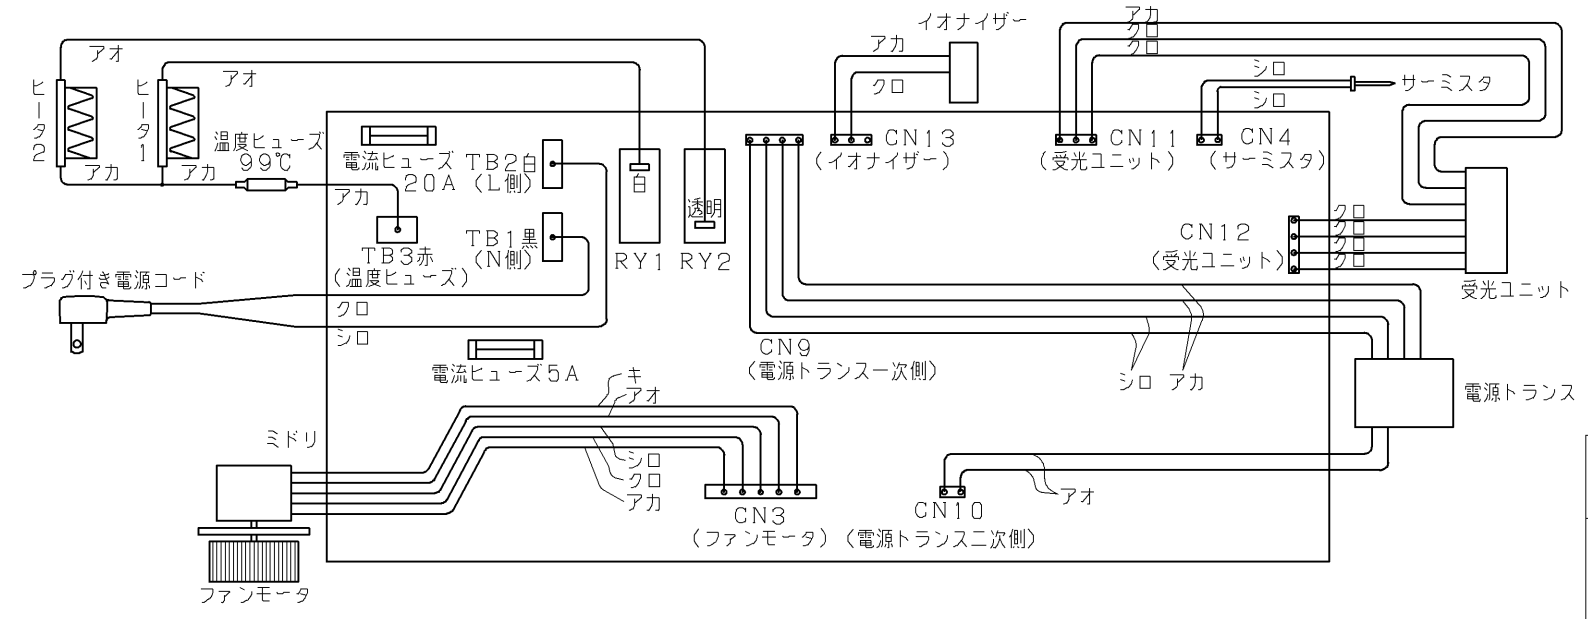 イオナイザー
アカ
クロ
アカ
クロ
クロ
シロ
シロ
サーミスタ
アオ
アオ
ヒータ2
ヒータ1
アカ
アカ
温度ヒューズ
99℃
アカ
電流ヒューズ
20A
TB2白
(L側)
TB3赤
(温度ヒューズ)
TB1黒
(N側)
白
RY1
透明
RY2
CN13
(イオナイザー)
CN11
(受光ユニット)
CN4
(サーミスタ)
CN12
(受光ユニット)
クロ
クロ
クロ
クロ
受光ユニット
プラグ付き電源コード
クロ
シロ
電流ヒューズ5A
CN9
(電源トランス一次側)
シロ
アカ
電源トランス
キ
アオ
シロ
クロ
アカ
ミドリ
CN3
(ファンモータ)
CN10
(電源トランス二次側)
アオ
ファンモータ